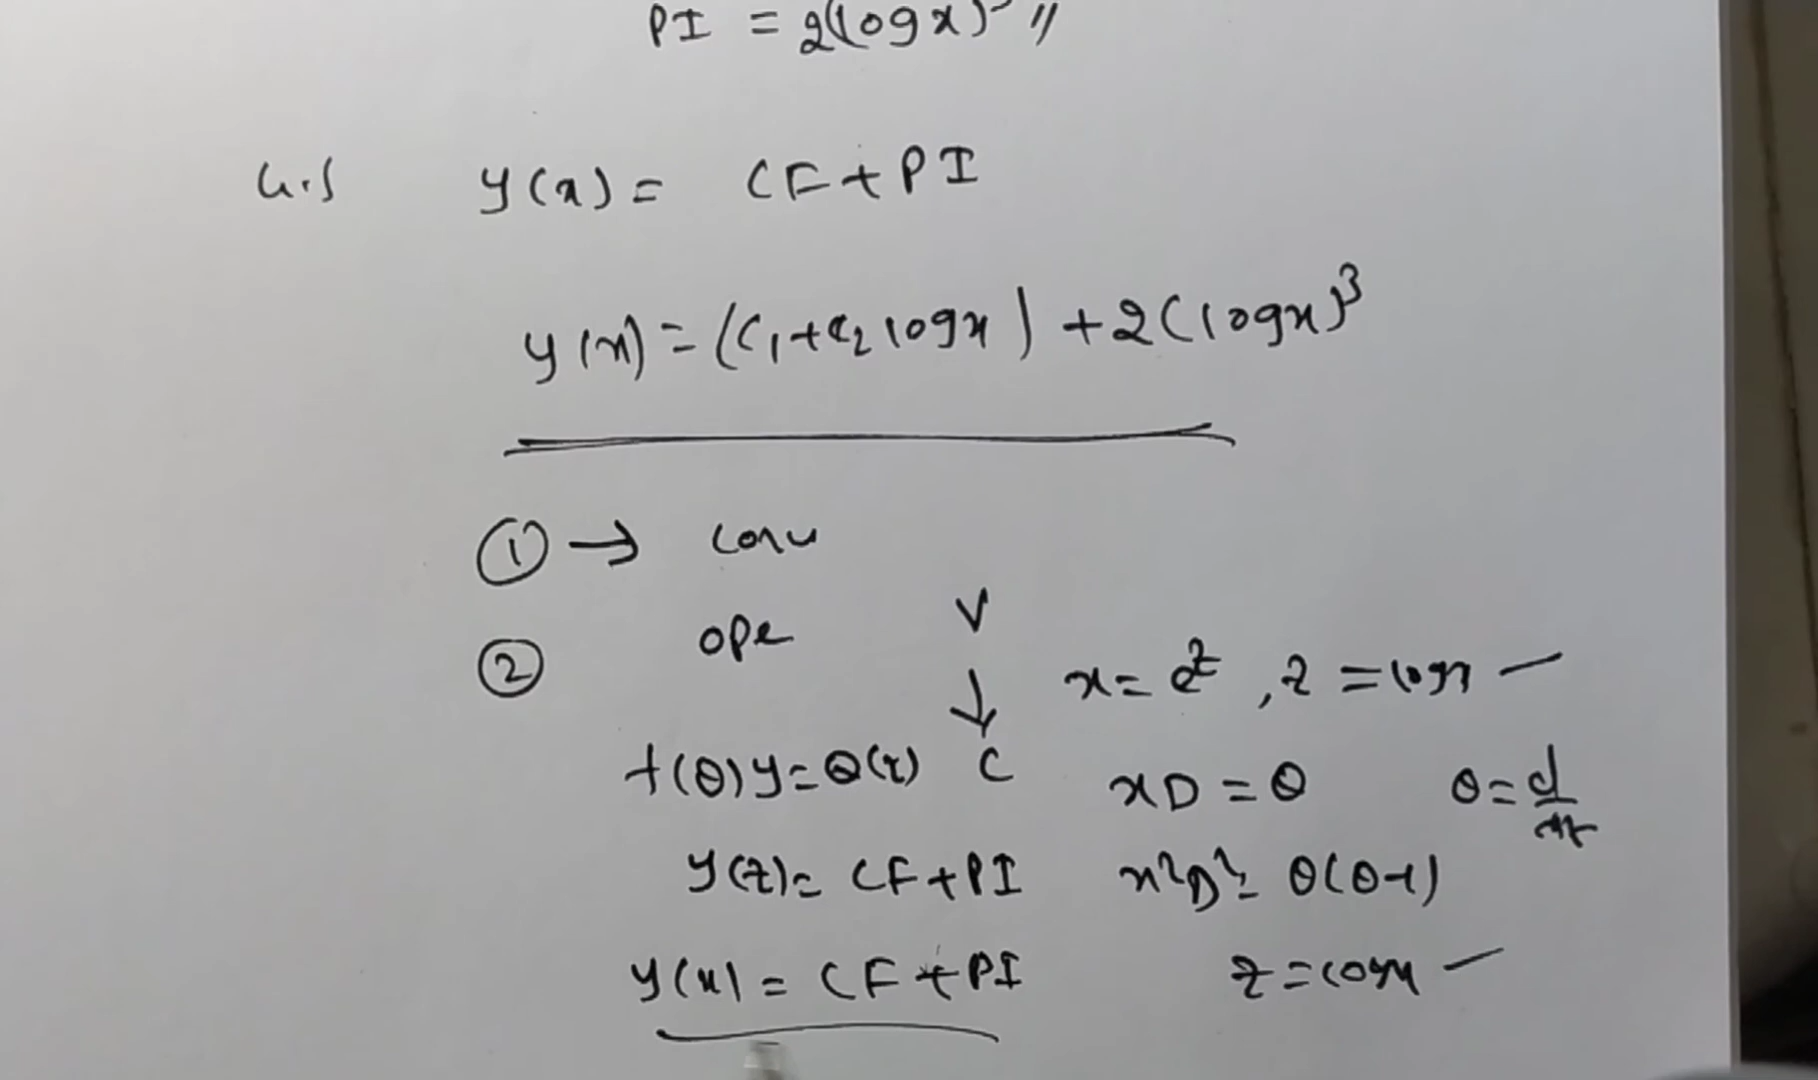 PI = 2(log x)³ //
G.S y(x) = CF + PI
y(x) = (C₁ + C₂ log x) + 2(log x)³
① → conv
② ope V
↓ x = e^z , z = log x —
f(θ)y = Q(z) C xD = θ θ = d/dz
y(z) = CF + PI x²D² = θ(θ-1)
y(x) = CF + PI z = log x —